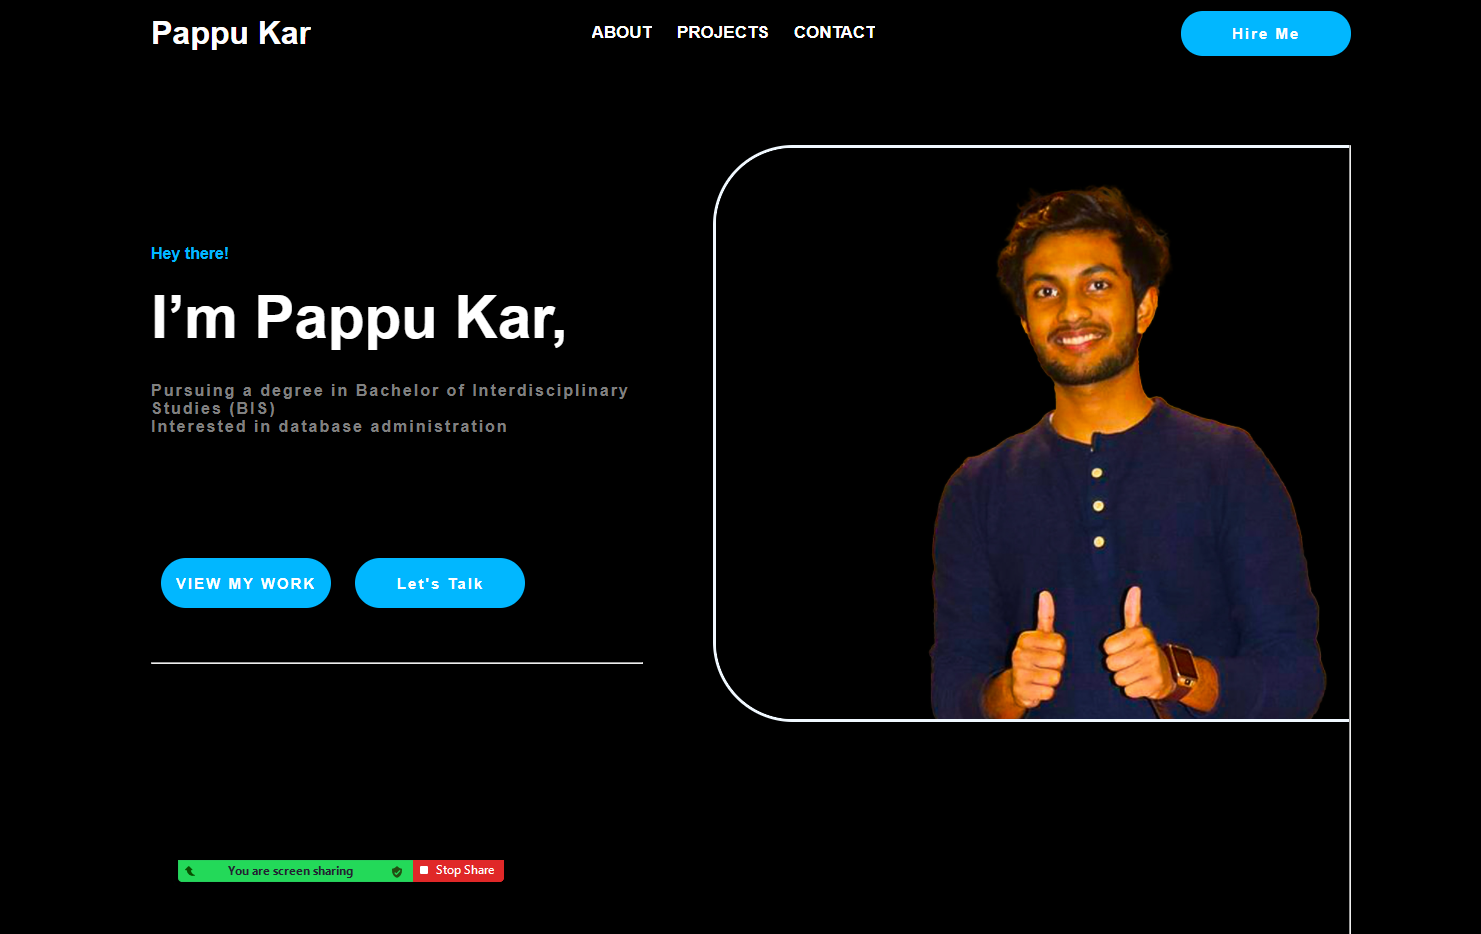 Pappu Kar
ABOUT PROJECTS CONTACT
Hire Me
Hey there!
I’m Pappu Kar,
Pursuing a degree in Bachelor of Interdisciplinary
Studies (BIS)
Interested in database administration
VIEW MY WORK
Let's Talk
You are screen sharing
Stop Share